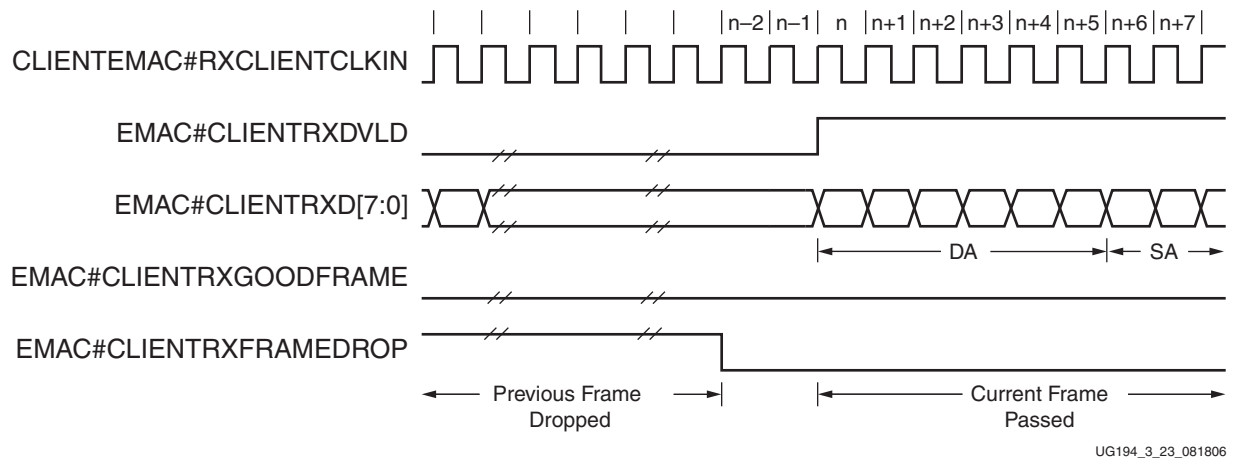 n–2 n–1 n n+1 n+2 n+3 n+4 n+5 n+6 n+7
CLIENTEMAC#RXCLIENTCLKIN
EMAC#CLIENTRXDVLD
EMAC#CLIENTRXD[7:0]
DA SA
EMAC#CLIENTRXGOODFRAME
EMAC#CLIENTRXFRAMEDROP
Previous Frame
Dropped
Current Frame
Passed
UG194_3_23_081806